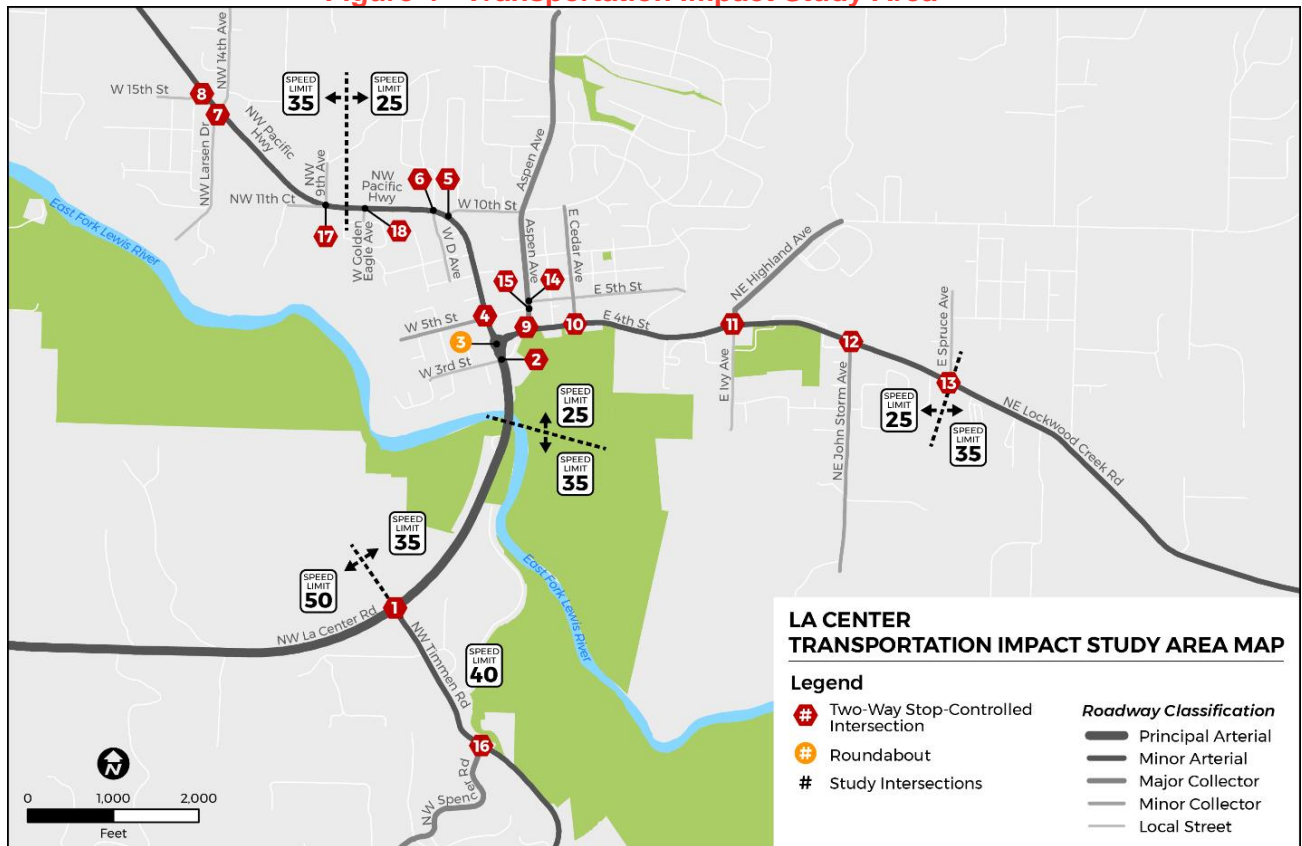 Figure 4 - Transportation Impact Study Area
NW 14th Ave
W 15th St
8
7
SPEED LIMIT 35
SPEED LIMIT 25
NW Pacific Hwy
NW Larsen Dr
NW 9th Ave
NW Pacific Hwy
6
5
Aspen Ave
NW 11th Ct
W 10th St
East Fork Lewis River
17
18
W Golden Eagle Ave
W D Ave
Aspen Ave
E Cedar Ave
NE Highland Ave
15
14
E 5th St
W 5th St
4
9
10
E 4th St
11
3
12
E Spruce Ave
W 3rd St
2
E Ivy Ave
NE John Storm Ave
13
SPEED LIMIT 25
SPEED LIMIT 35
SPEED LIMIT 25
SPEED LIMIT 35
NE Lockwood Creek Rd
SPEED LIMIT 35
SPEED LIMIT 50
1
NW La Center Rd
NW Timmen Rd
East Fork Lewis River
SPEED LIMIT 40
16
NW Spencer Rd
N
0 1,000 2,000
Feet
LA CENTER
TRANSPORTATION IMPACT STUDY AREA MAP
Legend
# Two-Way Stop-Controlled
Intersection
# Roundabout
# Study Intersections
Roadway Classification
Principal Arterial
Minor Arterial
Major Collector
Minor Collector
Local Street